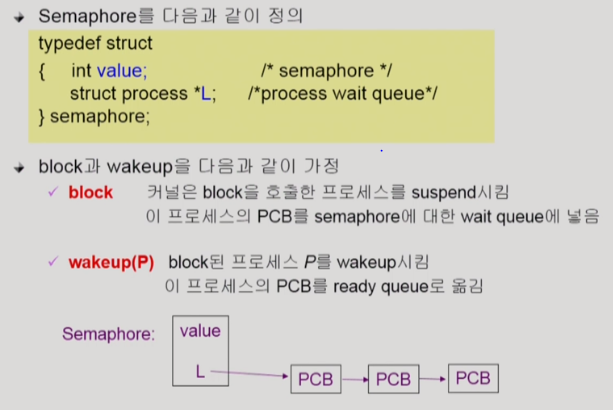 Semaphore를 다음과 같이 정의
typedef struct
{ int value; /* semaphore */
struct process *L; /*process wait queue*/
} semaphore;
block과 wakeup을 다음과 같이 가정
block 커널은 block을 호출한 프로세스를 suspend시킴
이 프로세스의 PCB를 semaphore에 대한 wait queue에 넣음
wakeup(P) block된 프로세스 P를 wakeup시킴
이 프로세스의 PCB를 ready queue로 옮김
Semaphore: value
L PCB PCB PCB